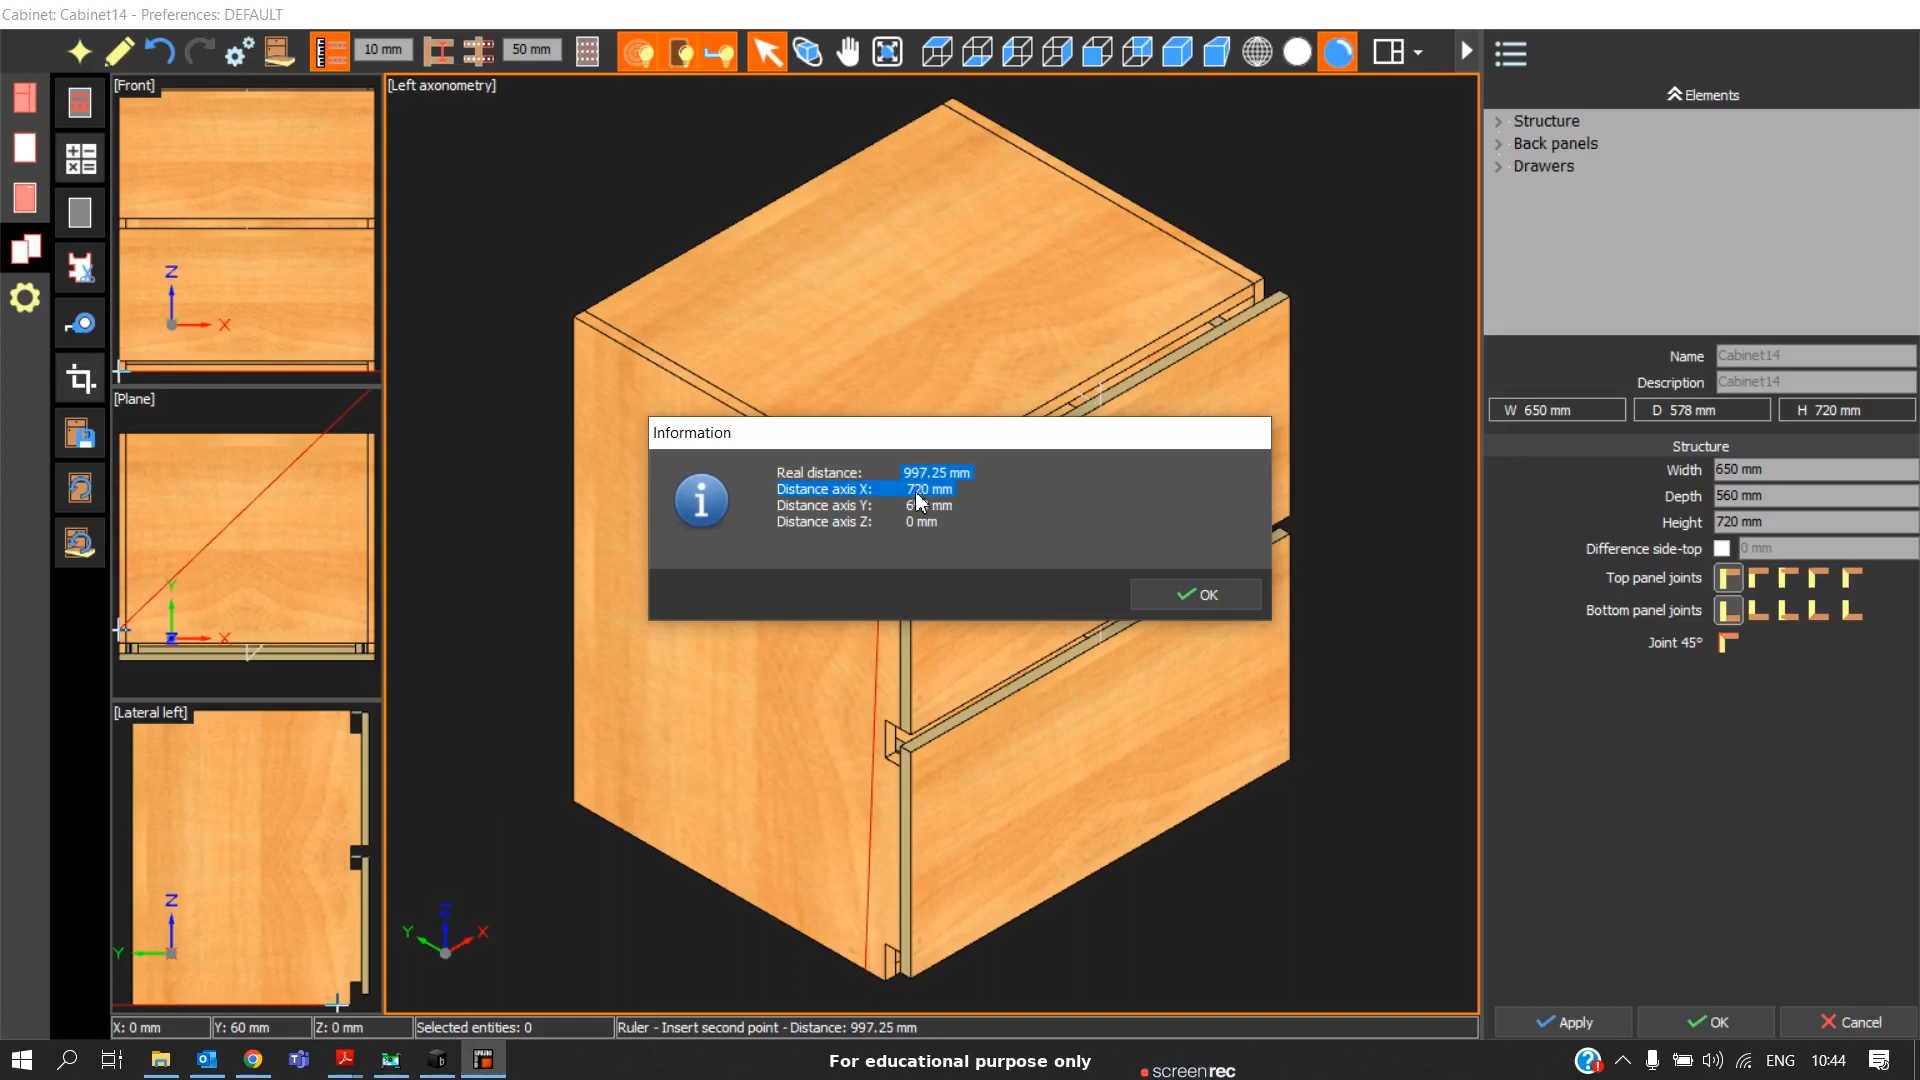 Cabinet: Cabinet14 - Preferences: DEFAULT
10 mm
50 mm
[Front]
Z
X
[Plane]
Y
Z
X
[Lateral left]
Z
Y
[Left axonometry]
Z
Y
X
Information
Real distance: 997.25 mm
Distance axis X: 720 mm
Distance axis Y: mm
Distance axis Z: 0 mm
OK
Elements
Structure
Back panels
Drawers
Name Cabinet14
Description Cabinet14
W 650 mm D 578 mm H 720 mm
Structure
Width 650 mm
Depth 560 mm
Height 720 mm
Difference side-top 0 mm
Top panel joints
Bottom panel joints
Joint 45°
Apply OK Cancel
X: 0 mm Y: 60 mm Z: 0 mm Selected entities: 0 Ruler - Insert second point - Distance: 997.25 mm
For educational purpose only
screenrec
ENG 10:44